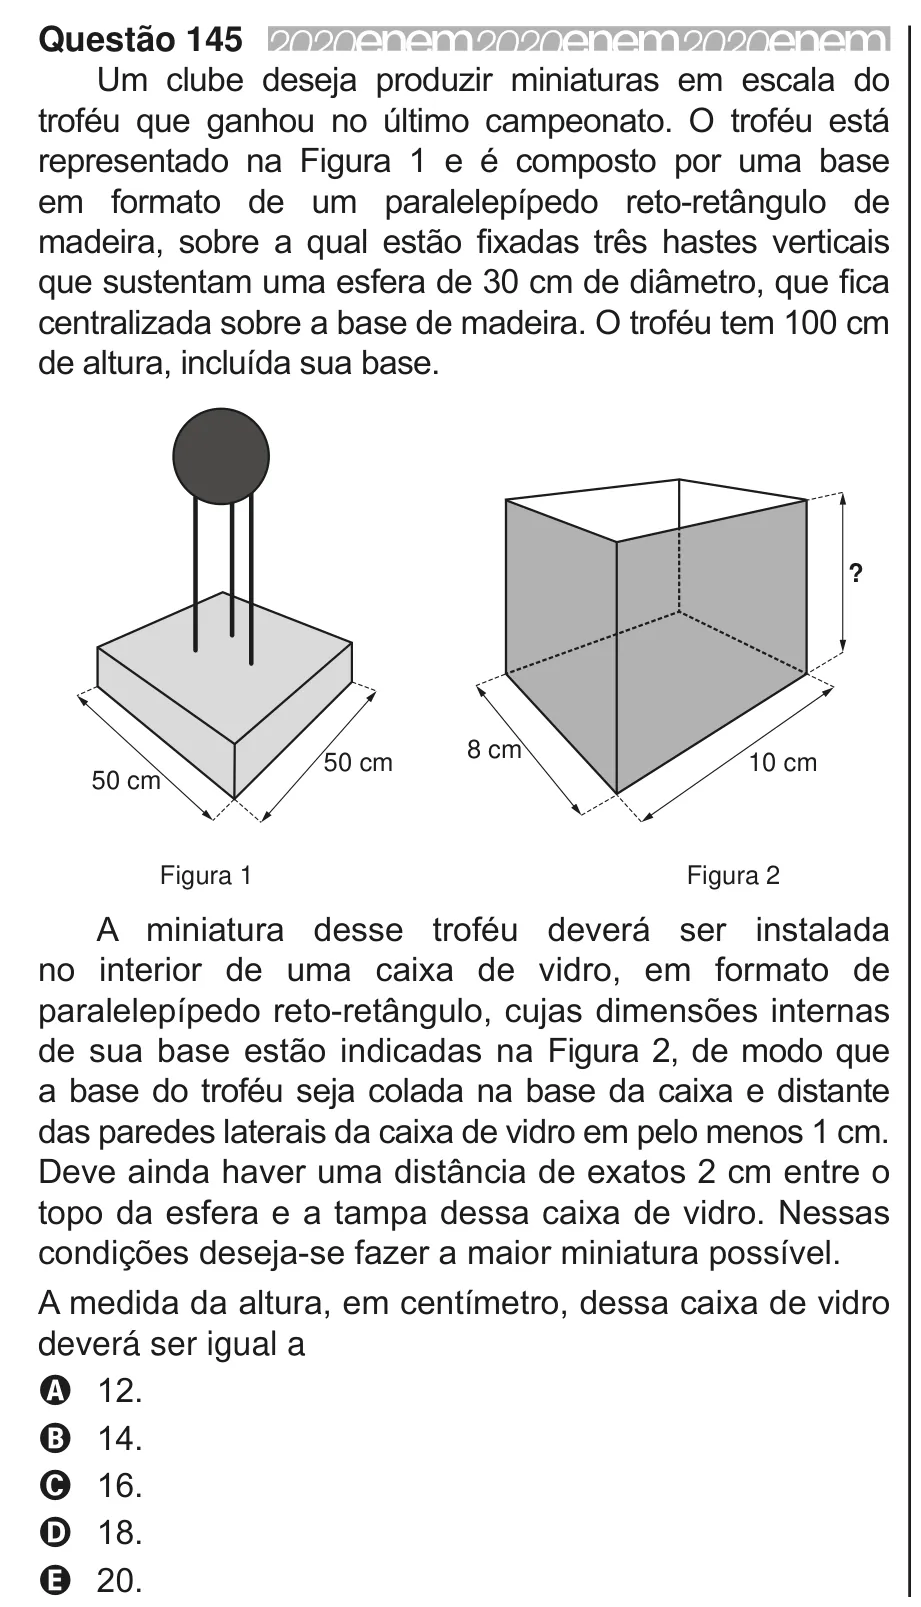 Questão 145 2020enem2020enem2020enem
Um clube deseja produzir miniaturas em escala do
troféu que ganhou no último campeonato. O troféu está
representado na Figura 1 e é composto por uma base
em formato de um paralelepípedo reto-retângulo de
madeira, sobre a qual estão fixadas três hastes verticais
que sustentam uma esfera de 30 cm de diâmetro, que fica
centralizada sobre a base de madeira. O troféu tem 100 cm
de altura, incluída sua base.
?
8 cm
50 cm
10 cm
50 cm
Figura 1
Figura 2
A miniatura desse troféu deverá ser instalada
no interior de uma caixa de vidro, em formato de
paralelepípedo reto-retângulo, cujas dimensões internas
de sua base estão indicadas na Figura 2, de modo que
a base do troféu seja colada na base da caixa e distante
das paredes laterais da caixa de vidro em pelo menos 1 cm.
Deve ainda haver uma distância de exatos 2 cm entre o
topo da esfera e a tampa dessa caixa de vidro. Nessas
condições deseja-se fazer a maior miniatura possível.
A medida da altura, em centímetro, dessa caixa de vidro
deverá ser igual a
A 12.
B 14.
C 16.
D 18.
E 20.